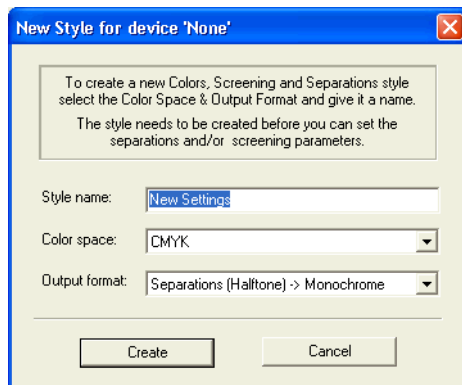 New Style for device 'None'
To create a new Colors, Screening and Separations style
select the Color Space & Output Format and give it a name.
The style needs to be created before you can set the
separations and/or screening parameters.
Style name: New Settings
Color space: CMYK
Output format: Separations (Halftone) -> Monochrome
Create Cancel